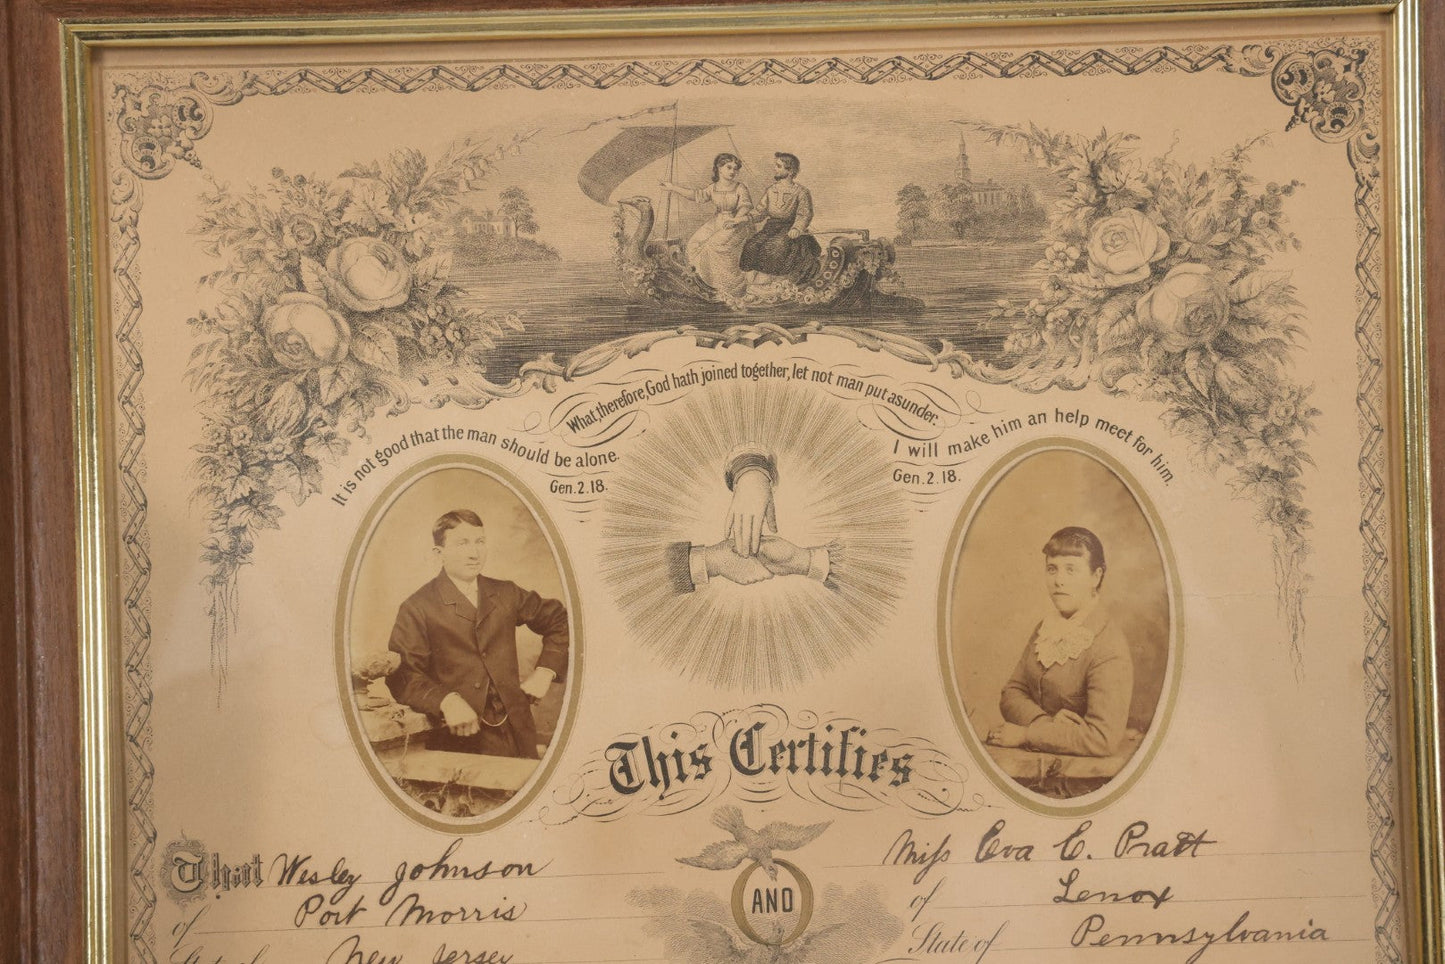 What, therefore, God hath joined together, let not man put asunder.
It is not good that the man should be alone.
Gen. 2. 18.
I will make him an help meet for him.
Gen. 2. 18.
This Certifies
That Wesley Johnson
of Port Morris
State of New Jersey
AND
Miſs Eva E. Pratt
of Lenox
State of Pennsylvania